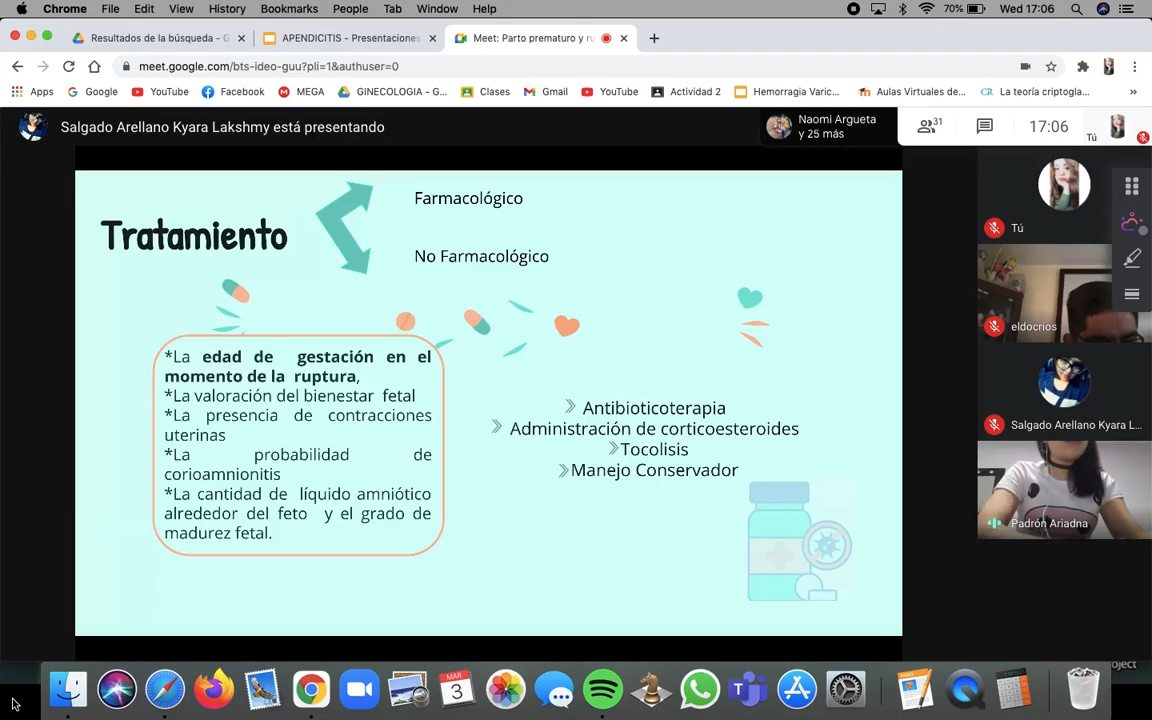 Chrome File Edit View History Bookmarks People Tab Window Help 70% Wed 17:06
Resultados de la búsqueda - G
APENDICITIS - Presentaciones
Meet: Parto prematuro y ru
meet.google.com/bts-ideo-guu?pli=1&authuser=0
Apps Google YouTube Facebook MEGA GINECOLOGIA - G... Clases Gmail YouTube Actividad 2 Hemorragia Varic... Aulas Virtuales de... La teoría criptogla...
Salgado Arellano Kyara Lakshmy está presentando
Naomi Argueta
y 25 más
31
17:06
Tú
Tratamiento
Farmacológico
No Farmacológico
*La edad de gestación en el
momento de la ruptura,
*La valoración del bienestar fetal
*La presencia de contracciones
uterinas
*La probabilidad de
corioamnionitis
*La cantidad de líquido amniótico
alrededor del feto y el grado de
madurez fetal.
Antibioticoterapia
Administración de corticoesteroides
Tocolisis
Manejo Conservador
Tú
eldocrios
Salgado Arellano Kyara L...
Padrón Ariadna
MAR
3